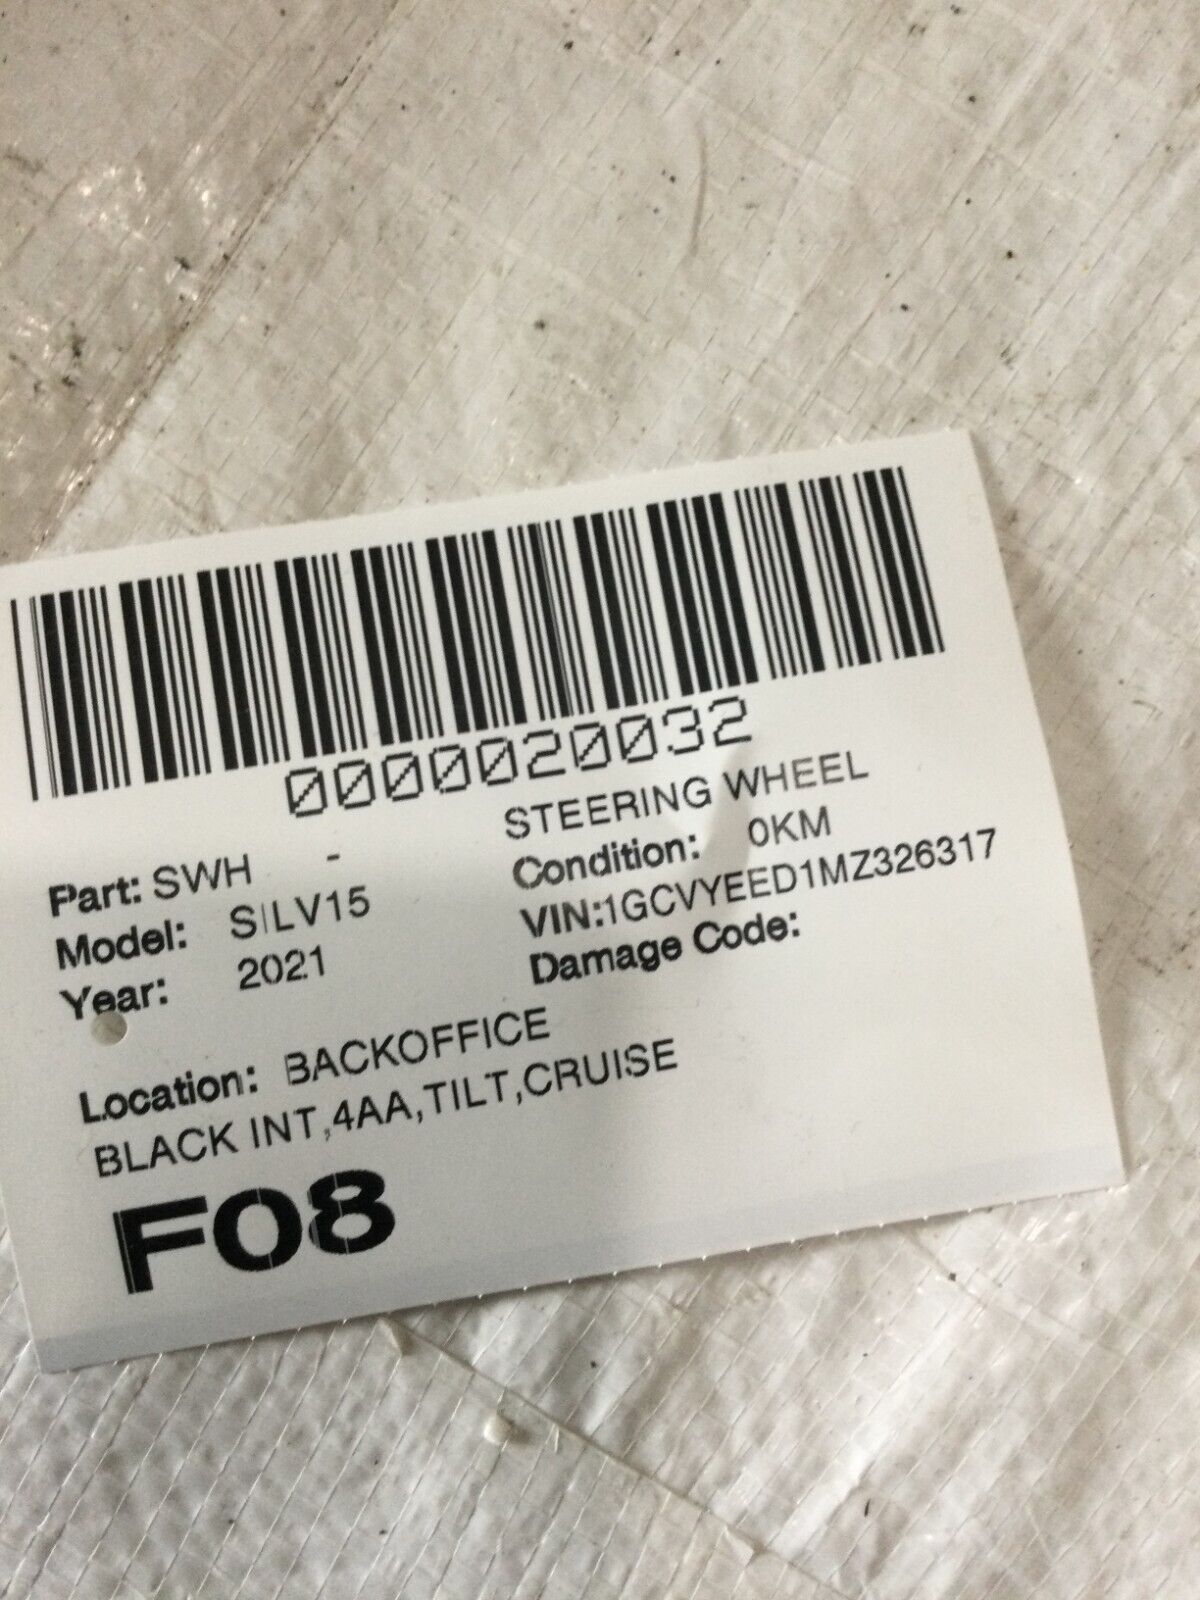 0000020032
STEERING WHEEL
Part: SWH -
Condition: 0KM
Model: SILV15
VIN:1GCVYEED1MZ326317
Year: 2021
Damage Code:
Location: BACKOFFICE
BLACK INT,4AA,TILT,CRUISE
F08